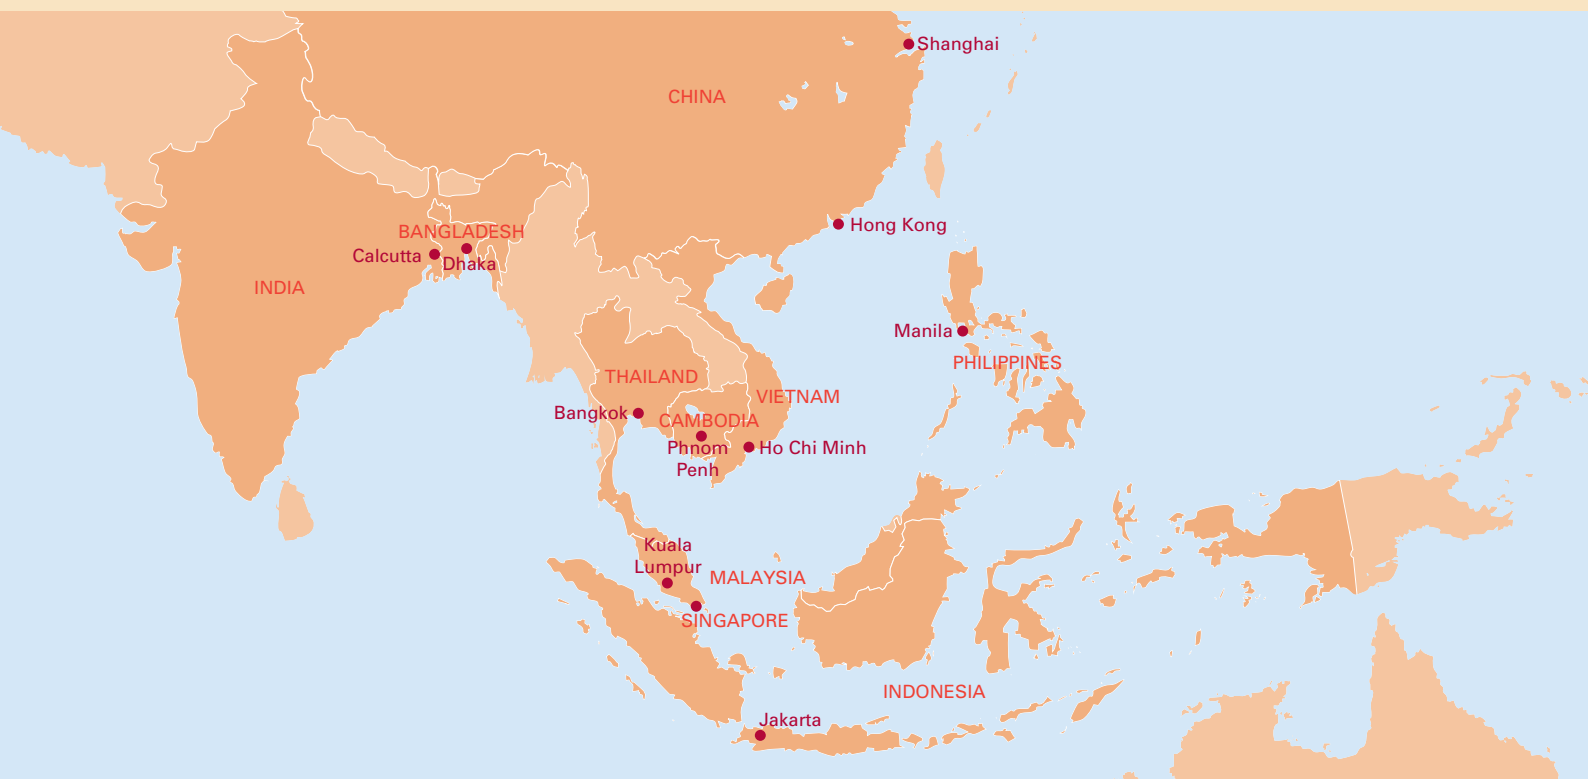 Shanghai
CHINA
Hong Kong
BANGLADESH
Calcutta
Dhaka
INDIA
Manila
PHILIPPINES
THAILAND
VIETNAM
Bangkok
CAMBODIA
Phnom
Penh
Ho Chi Minh
Kuala
Lumpur
MALAYSIA
SINGAPORE
INDONESIA
Jakarta